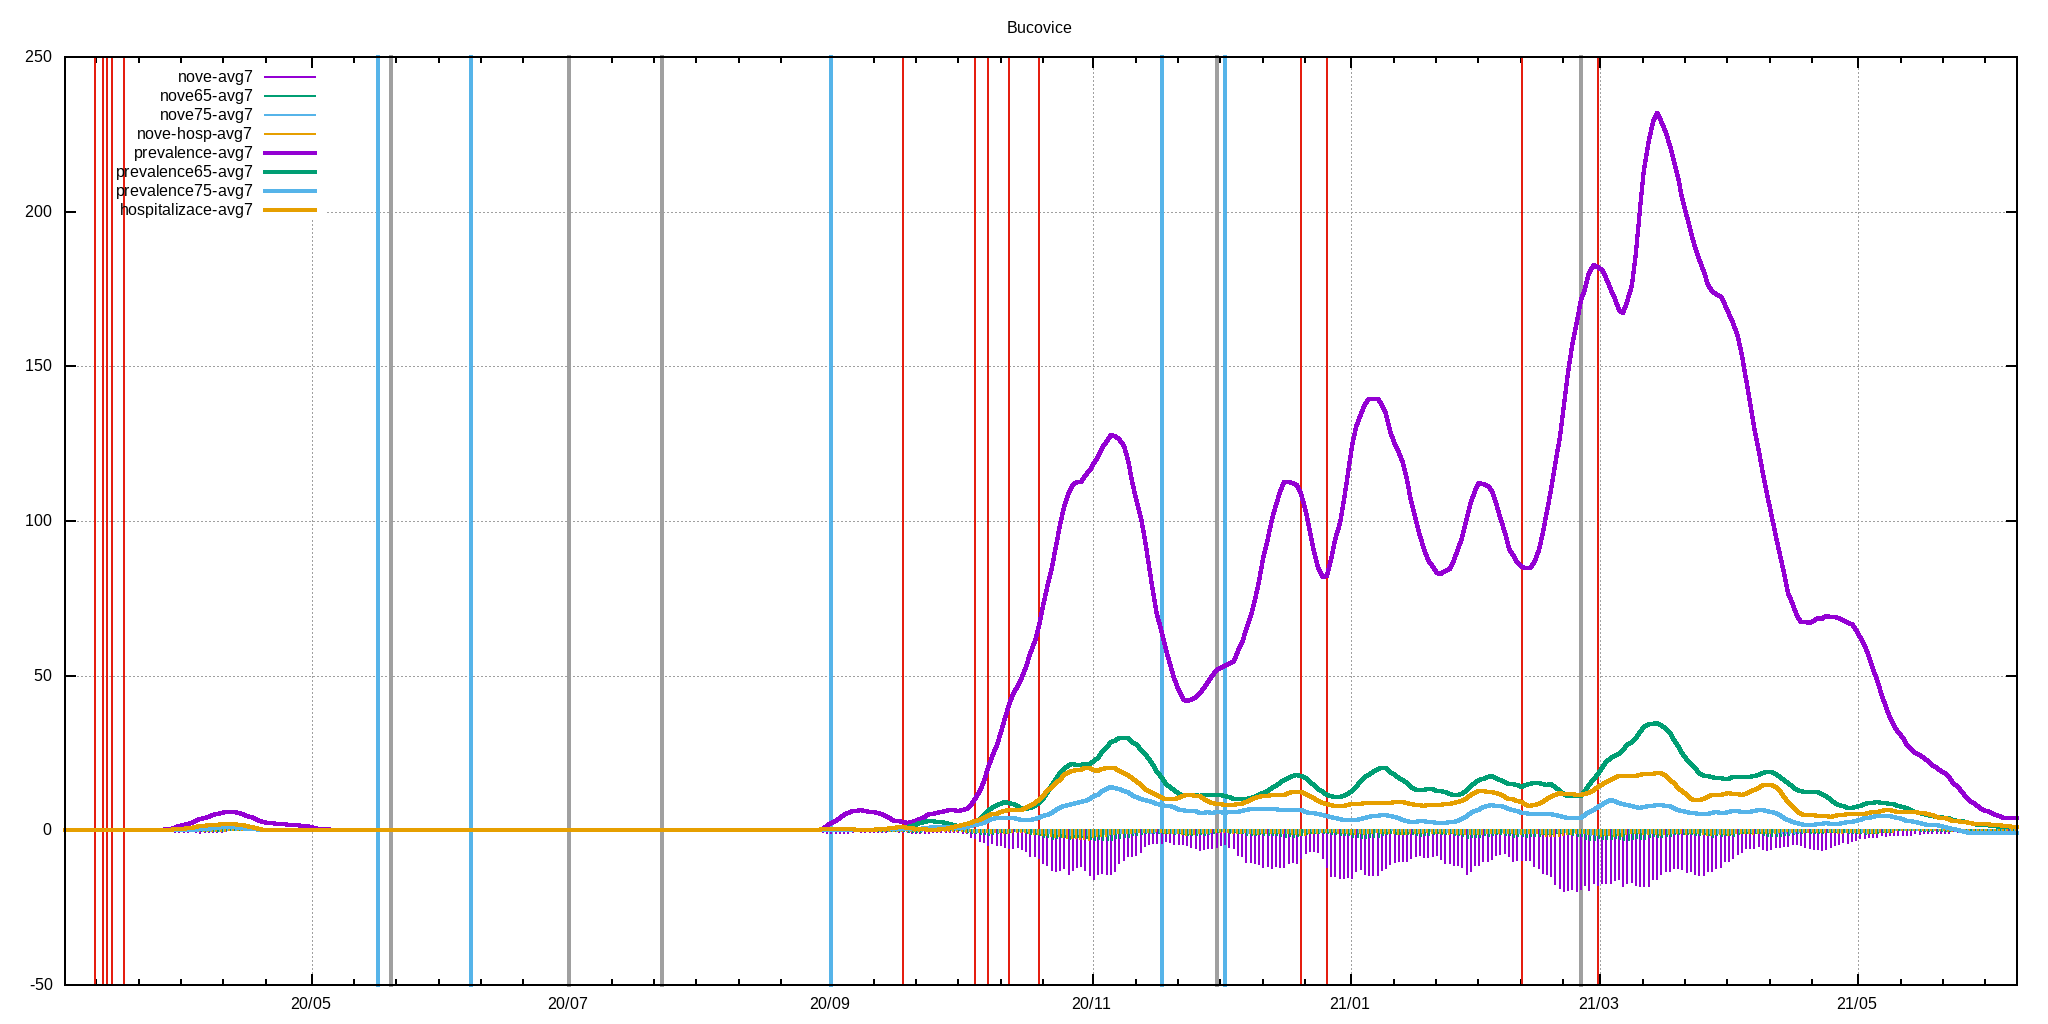 Bucovice
250
200
150
100
50
0
-50
nove-avg7
nove65-avg7
nove75-avg7
nove-hosp-avg7
prevalence-avg7
prevalence65-avg7
prevalence75-avg7
hospitalizace-avg7
20/05
20/07
20/09
20/11
21/01
21/03
21/05